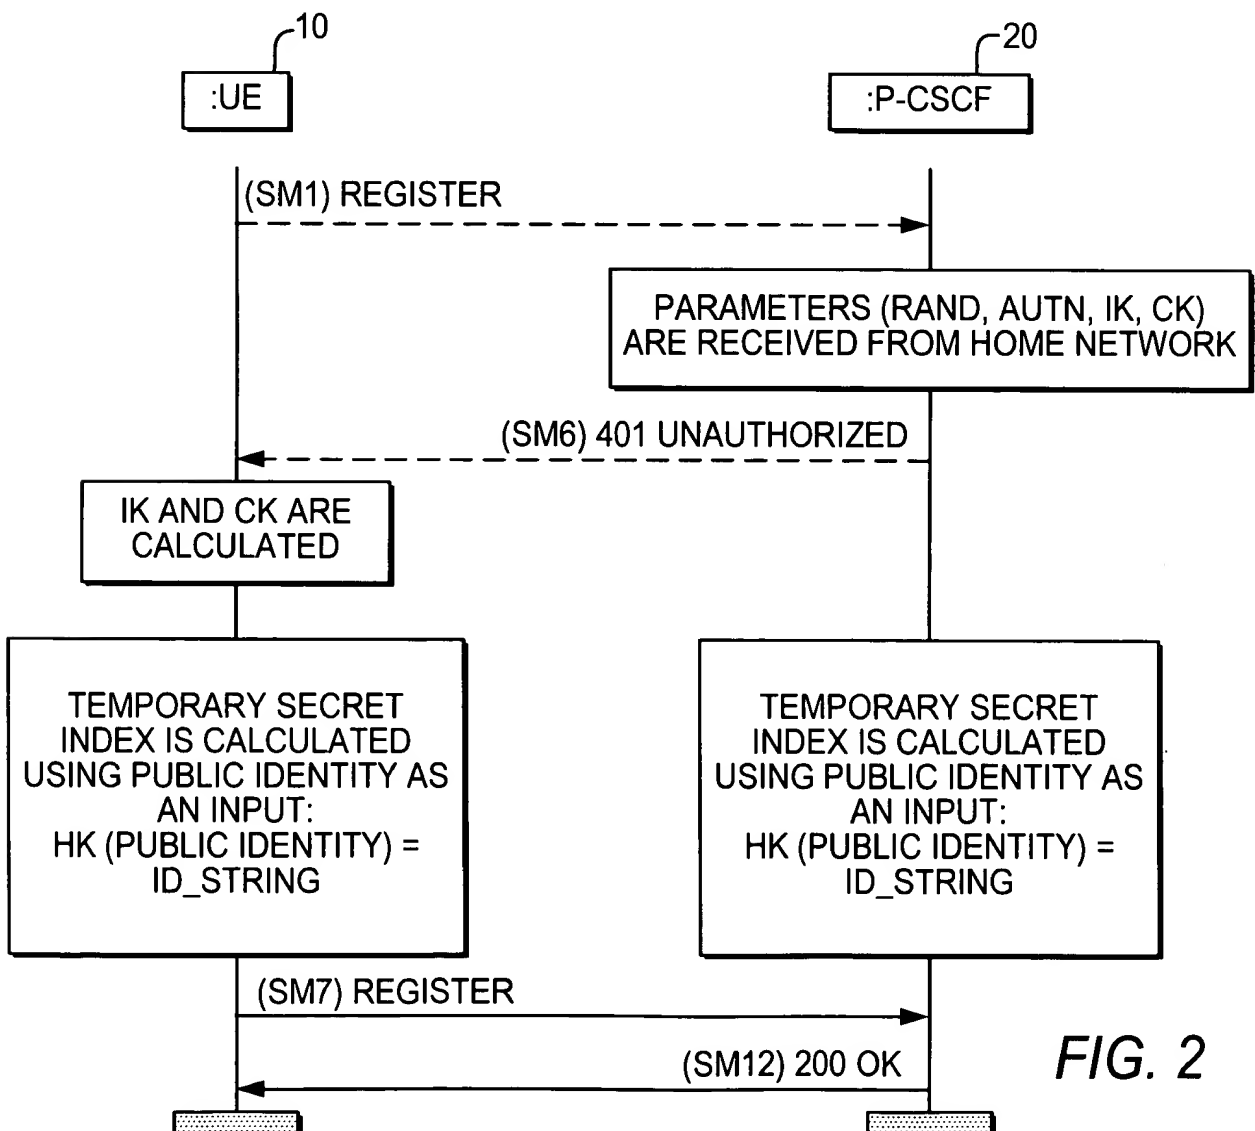 10
20
:UE
:P-CSCF
(SM1) REGISTER
PARAMETERS (RAND, AUTN, IK, CK)
ARE RECEIVED FROM HOME NETWORK
(SM6) 401 UNAUTHORIZED
IK AND CK ARE
CALCULATED
TEMPORARY SECRET
INDEX IS CALCULATED
USING PUBLIC IDENTITY AS
AN INPUT:
HK (PUBLIC IDENTITY) =
ID_STRING
TEMPORARY SECRET
INDEX IS CALCULATED
USING PUBLIC IDENTITY AS
AN INPUT:
HK (PUBLIC IDENTITY) =
ID_STRING
(SM7) REGISTER
(SM12) 200 OK
FIG. 2